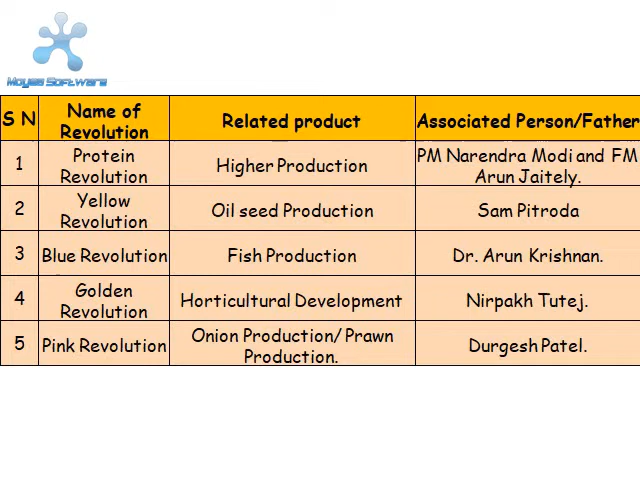 Moyea Software
S N Name of Revolution Related product Associated Person/Father
1 Protein Revolution Higher Production PM Narendra Modi and FM Arun Jaitely.
2 Yellow Revolution Oil seed Production Sam Pitroda
3 Blue Revolution Fish Production Dr. Arun Krishnan.
4 Golden Revolution Horticultural Development Nirpakh Tutej.
5 Pink Revolution Onion Production/ Prawn Production. Durgesh Patel.